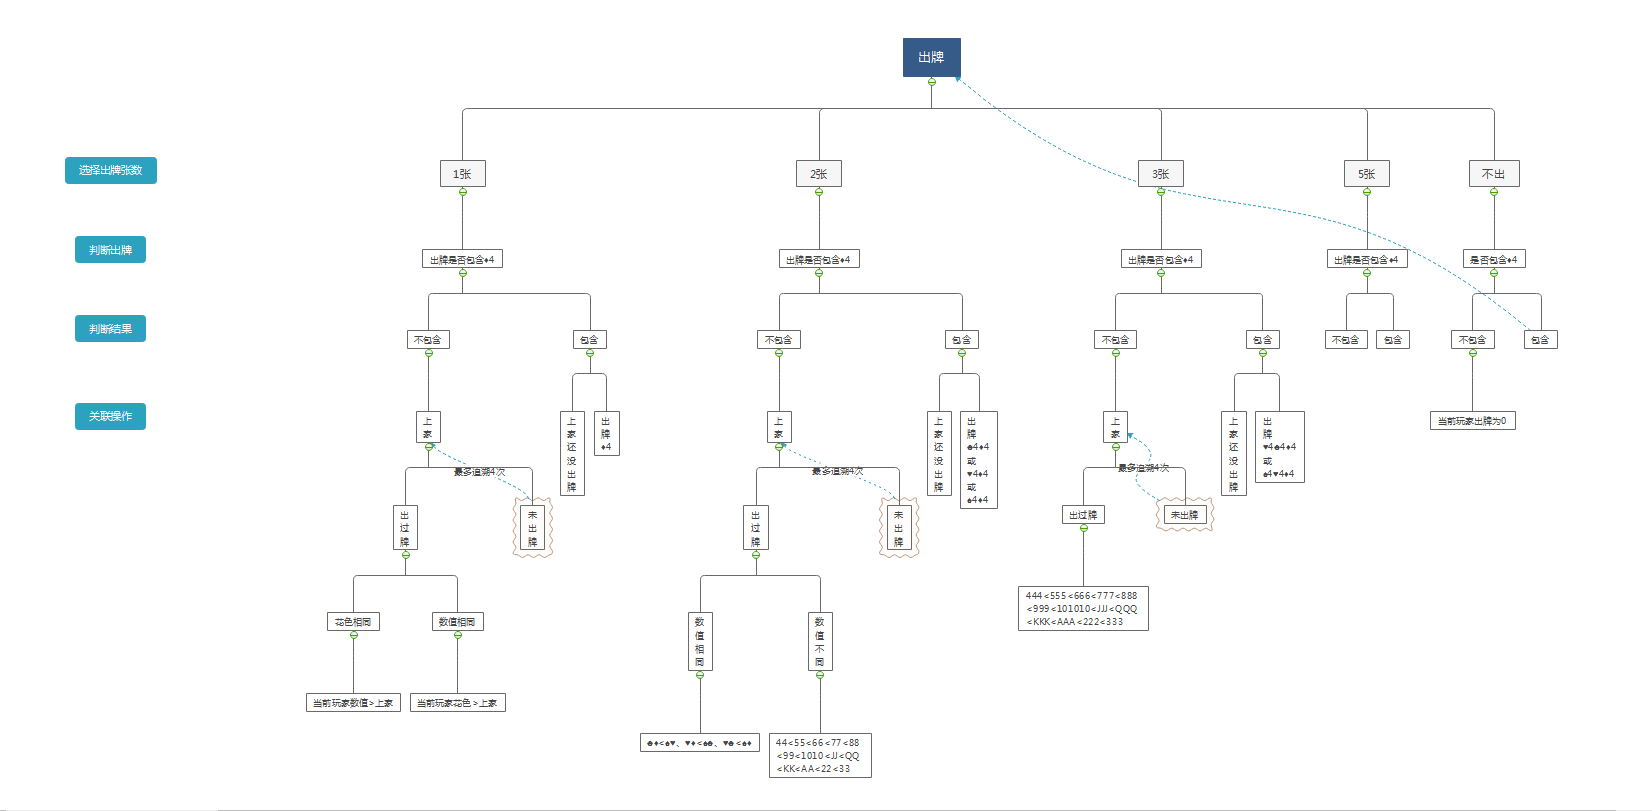 出牌
选择出牌张数
1张
2张
3张
5张
不出
判断出牌
出牌是否包含♦4
出牌是否包含♦4
出牌是否包含♦4
出牌是否包含♦4
是否包含♦4
判断结果
不包含
包含
不包含
包含
不包含
包含
不包含
包含
不包含
包含
关联操作
上家
上家还没出牌
出牌♦4
上家
上家还没出牌
出
牌
♣4♦4
或
♥4♦4
或
♠4♦4
上家
上家还没出牌
出
牌
♥4♣4♦4
或
♠4♥4♦4
当前玩家出牌为0
最多追溯4次
最多追溯4次
最多追溯4次
出过牌
未出牌
出过牌
未出牌
出过牌
未出牌
444<555<666<777<888
<999<101010<JJJ<QQQ
<KKK<AAA<222<333
花色相同
数值相同
数值相同
数值不同
当前玩家数值>上家
当前玩家花色>上家
♣♦<♠♥、♥♦<♠♣、♥♣<♠♦
44<55<66<77<88
<99<1010<JJ<QQ
<KK<AA<22<33